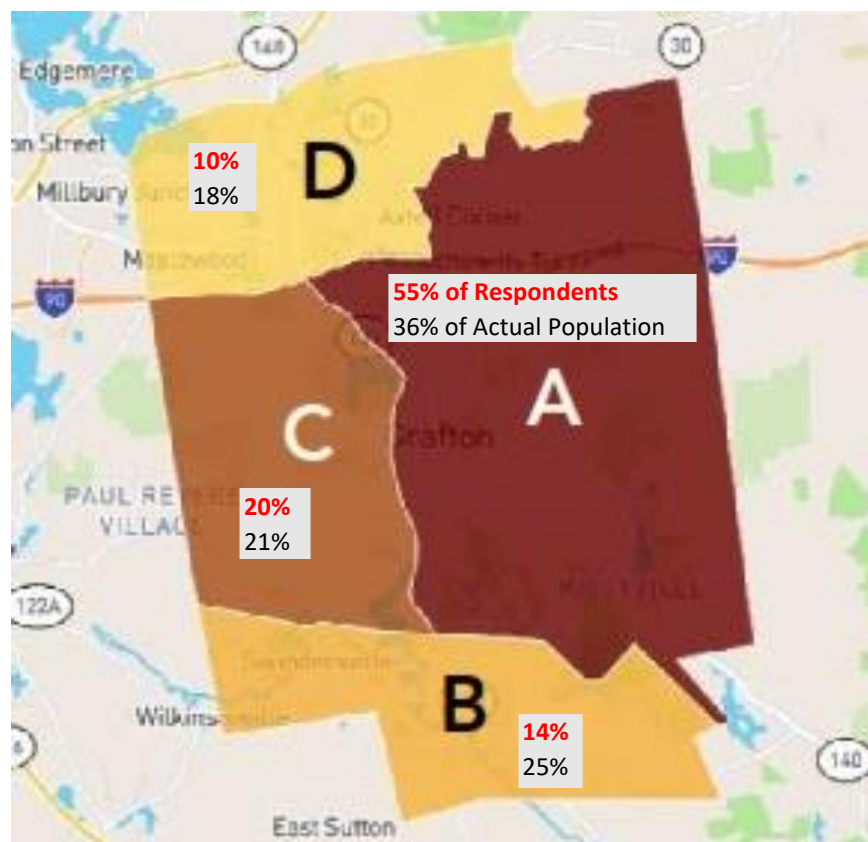 140
30
Edgemere
on Street
10%
18%
D
Millbury
90
90
55% of Respondents
36% of Actual Population
A
C
Grafton
PAUL REVERE
VILLAGE
20%
21%
122A
B
14%
25%
140
East Sutton